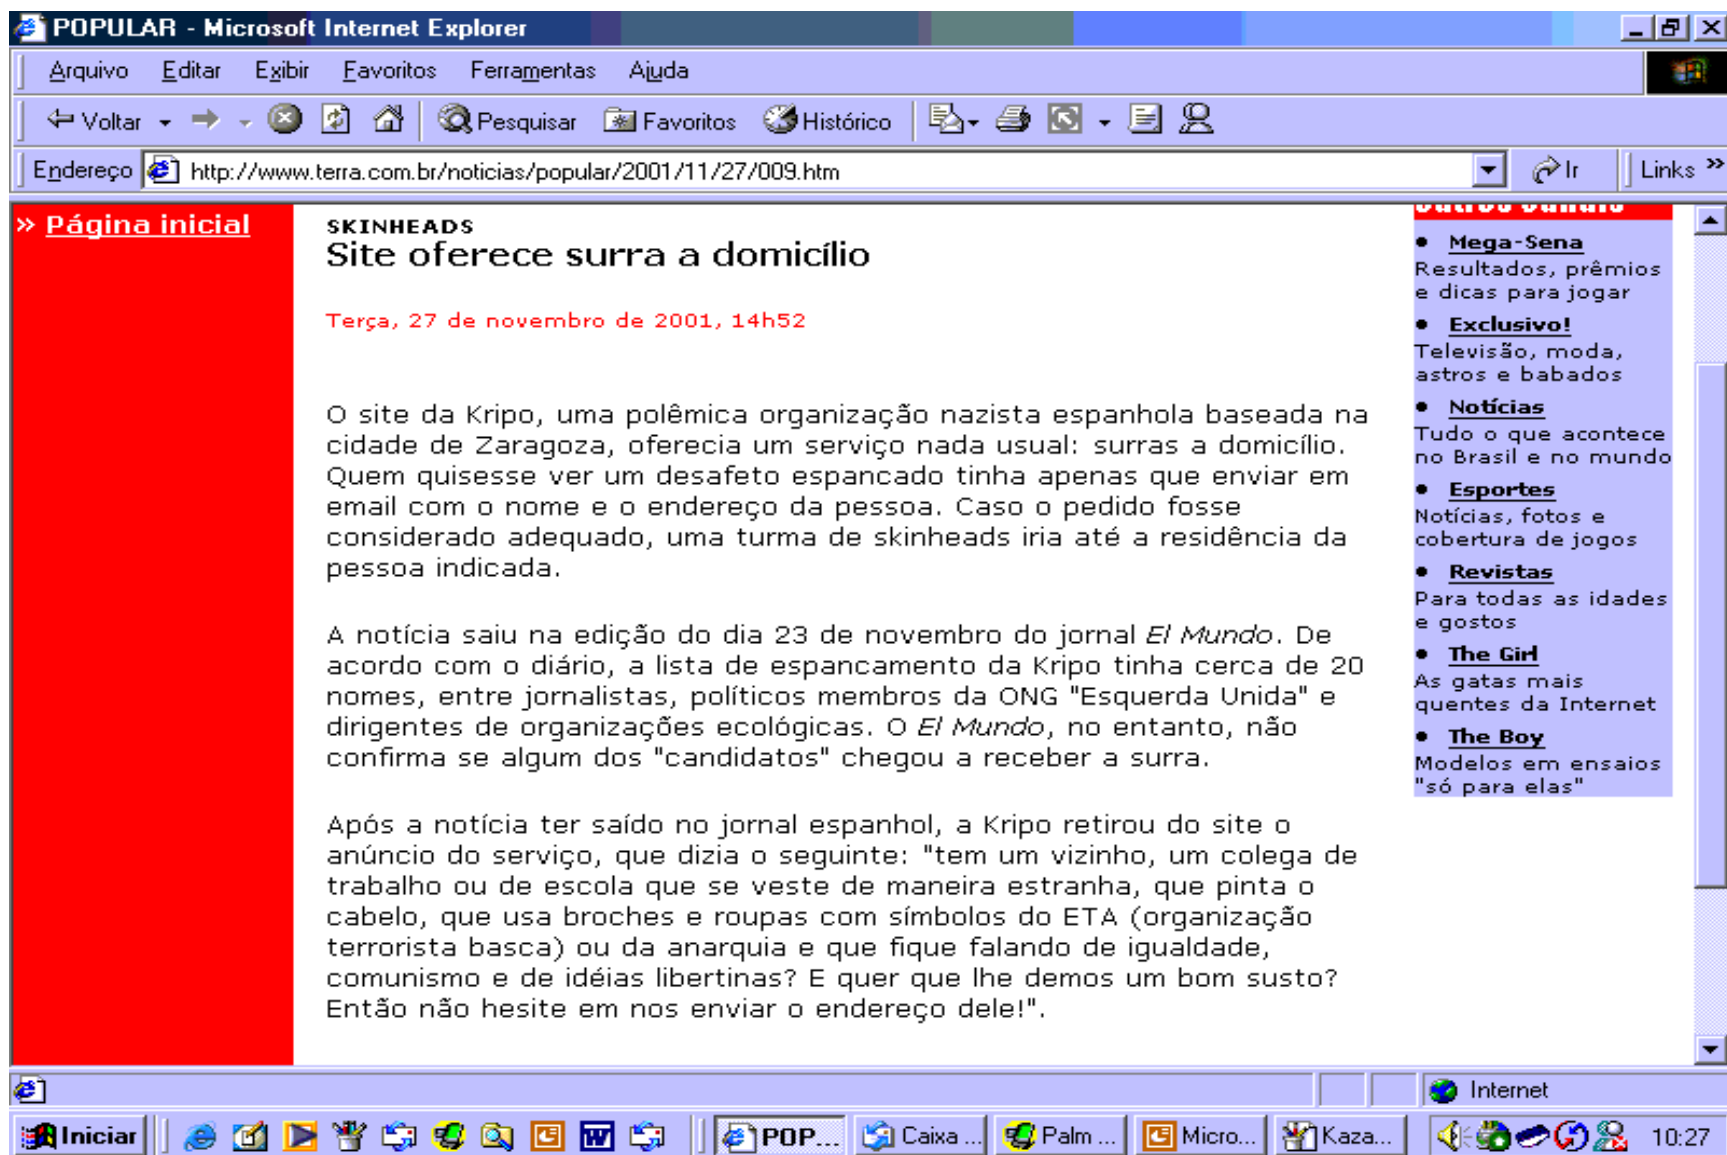 POPULAR - Microsoft Internet Explorer
Arquivo Editar Exibir Favoritos Ferramentas Ajuda
Voltar Pesquisar Favoritos Histórico
Endereço http://www.terra.com.br/noticias/popular/2001/11/27/009.htm Ir Links »
» Página inicial
SKINHEADS
Site oferece surra a domicílio
Terça, 27 de novembro de 2001, 14h52
O site da Kripo, uma polêmica organização nazista espanhola baseada na
cidade de Zaragoza, oferecia um serviço nada usual: surras a domicílio.
Quem quisesse ver um desafeto espancado tinha apenas que enviar em
email com o nome e o endereço da pessoa. Caso o pedido fosse
considerado adequado, uma turma de skinheads iria até a residência da
pessoa indicada.
A notícia saiu na edição do dia 23 de novembro do jornal El Mundo. De
acordo com o diário, a lista de espancamento da Kripo tinha cerca de 20
nomes, entre jornalistas, políticos membros da ONG "Esquerda Unida" e
dirigentes de organizações ecológicas. O El Mundo, no entanto, não
confirma se algum dos "candidatos" chegou a receber a surra.
Após a notícia ter saído no jornal espanhol, a Kripo retirou do site o
anúncio do serviço, que dizia o seguinte: "tem um vizinho, um colega de
trabalho ou de escola que se veste de maneira estranha, que pinta o
cabelo, que usa broches e roupas com símbolos do ETA (organização
terrorista basca) ou da anarquia e que fique falando de igualdade,
comunismo e de idéias libertinas? E quer que lhe demos um bom susto?
Então não hesite em nos enviar o endereço dele!".
• Mega-Sena
Resultados, prêmios
e dicas para jogar
• Exclusivo!
Televisão, moda,
astros e babados
• Notícias
Tudo o que acontece
no Brasil e no mundo
• Esportes
Notícias, fotos e
cobertura de jogos
• Revistas
Para todas as idades
e gostos
• The Girl
As gatas mais
quentes da Internet
• The Boy
Modelos em ensaios
"só para elas"
Internet
Iniciar POP... Caixa ... Palm ... Micro... Kaza... 10:27